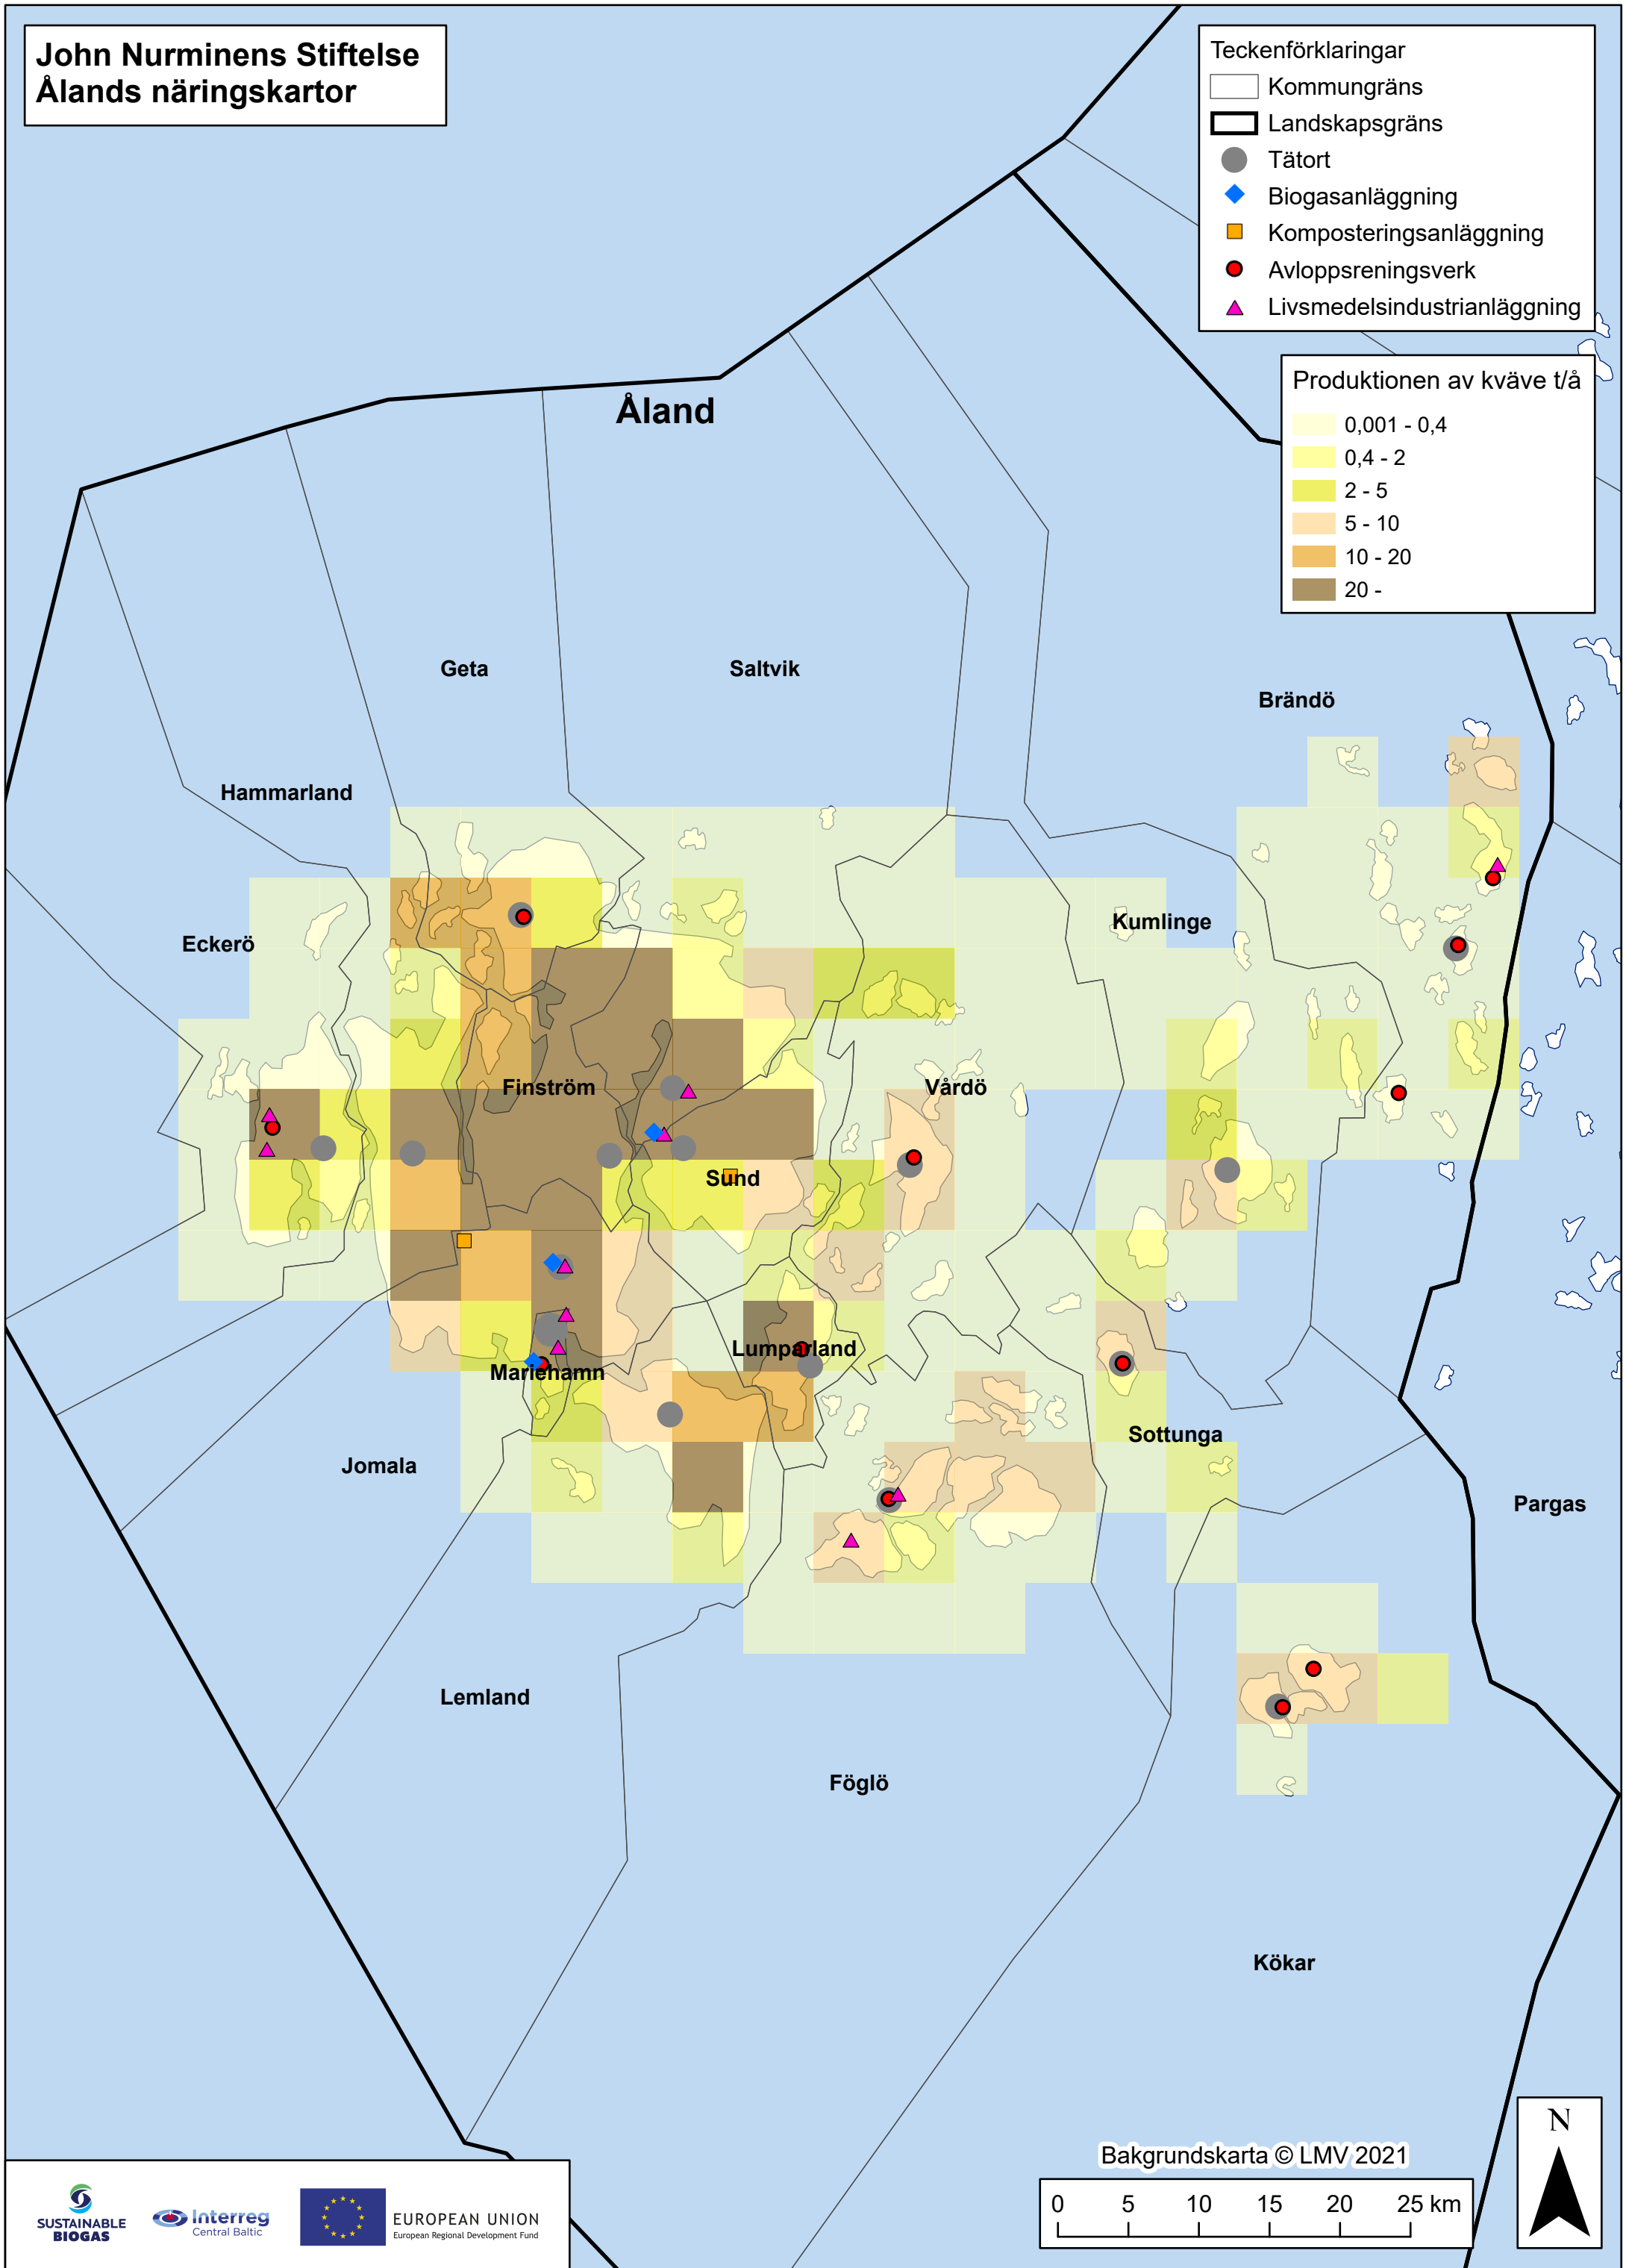 John Nurminens Stiftelse
Ålands näringskartor
Teckenförklaringar
Kommungräns
Landskapsgräns
Tätort
Biogasanläggning
Komposteringsanläggning
Avloppsreningsverk
Livsmedelsindustrianläggning
Produktionen av kväve t/å
0,001 - 0,4
0,4 - 2
2 - 5
5 - 10
10 - 20
20 -
Åland
Geta
Saltvik
Brändö
Hammarland
Eckerö
Kumlinge
Finström
Vårdö
Sund
Lumparland
Mariehamn
Sottunga
Jomala
Pargas
Lemland
Föglö
Kökar
Bakgrundskarta © LMV 2021
0 5 10 15 20 25 km
N
SUSTAINABLE
BIOGAS
Interreg
Central Baltic
EUROPEAN UNION
European Regional Development Fund